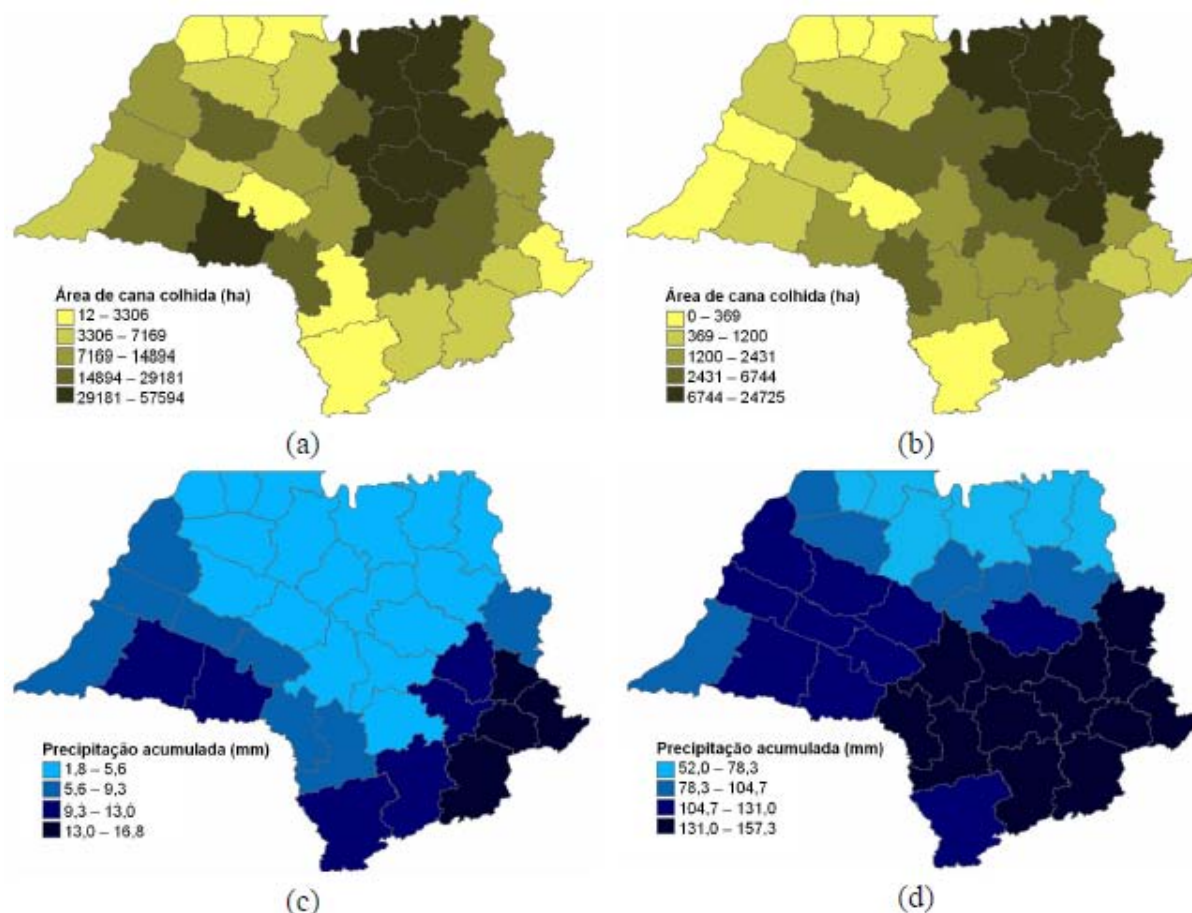 Área de cana colhida (ha)
12 – 3306
3306 – 7169
7169 – 14894
14894 – 29181
29181 – 57594
(a)
Área de cana colhida (ha)
0 – 369
369 – 1200
1200 – 2431
2431 – 6744
6744 – 24725
(b)
Precipitação acumulada (mm)
1,8 – 5,6
5,6 – 9,3
9,3 – 13,0
13,0 – 16,8
(c)
Precipitação acumulada (mm)
52,0 – 78,3
78,3 – 104,7
104,7 – 131,0
131,0 – 157,3
(d)